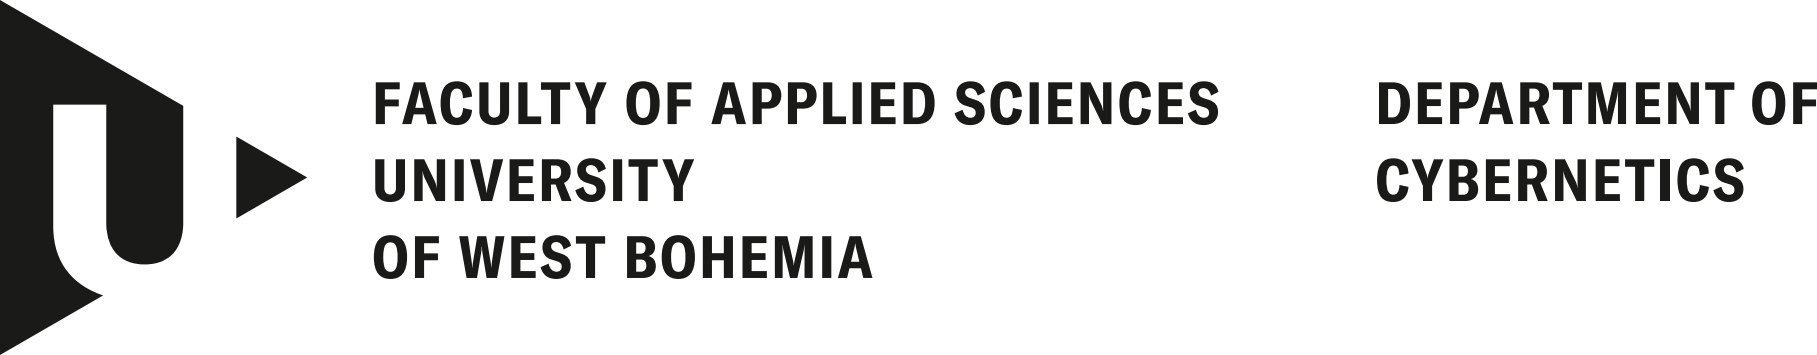 FACULTY OF APPLIED SCIENCES
UNIVERSITY
OF WEST BOHEMIA
DEPARTMENT OF
CYBERNETICS